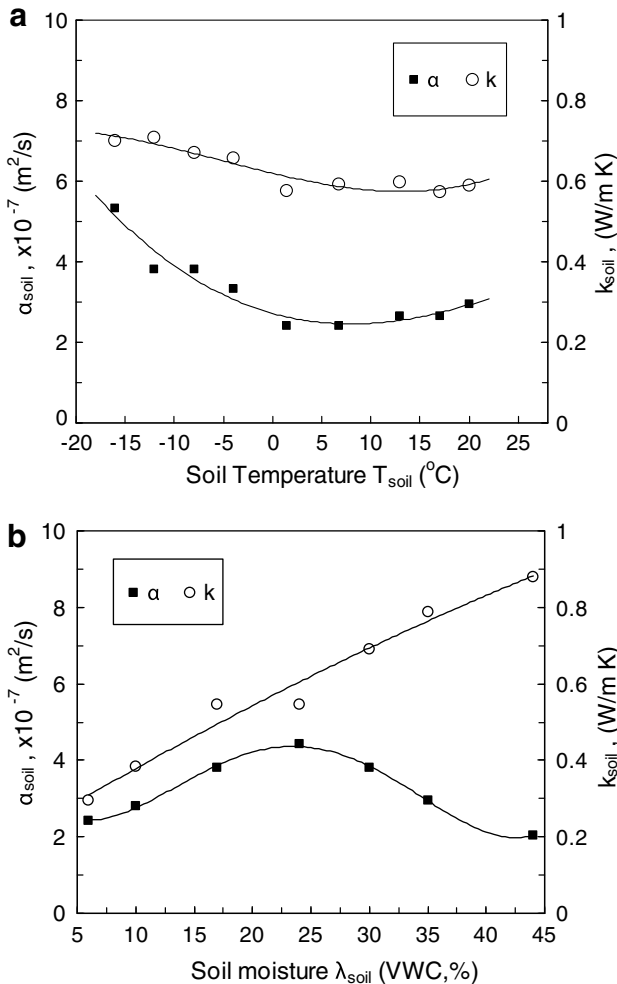 a
10
8
6
4
2
0
αsoil , x10⁻⁷ (m²/s)
α k
1
0.8
0.6
0.4
0.2
0
ksoil , (W/m K)
-20 -15 -10 -5 0 5 10 15 20 25
Soil Temperature Tsoil (°C)
b
10
8
6
4
2
0
αsoil , x10⁻⁷ (m²/s)
α k
1
0.8
0.6
0.4
0.2
0
ksoil , (W/m K)
5 10 15 20 25 30 35 40 45
Soil moisture λsoil (VWC,%)